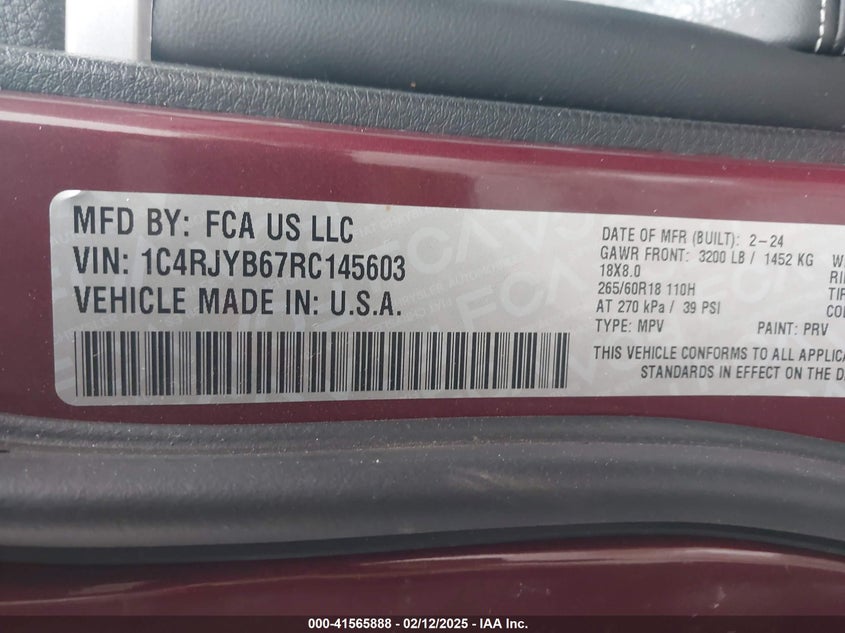 MFD BY: FCA US LLC
VIN: 1C4RJYB67RC145603
VEHICLE MADE IN: U.S.A.
DATE OF MFR (BUILT): 2-24
GAWR FRONT: 3200 LB / 1452 KG
18X8.0
265/60R18 110H
AT 270 kPa / 39 PSI
TYPE: MPV PAINT: PRV
THIS VEHICLE CONFORMS TO ALL APPLICA
STANDARDS IN EFFECT ON THE D
000-41565888 - 02/12/2025 - IAA Inc.